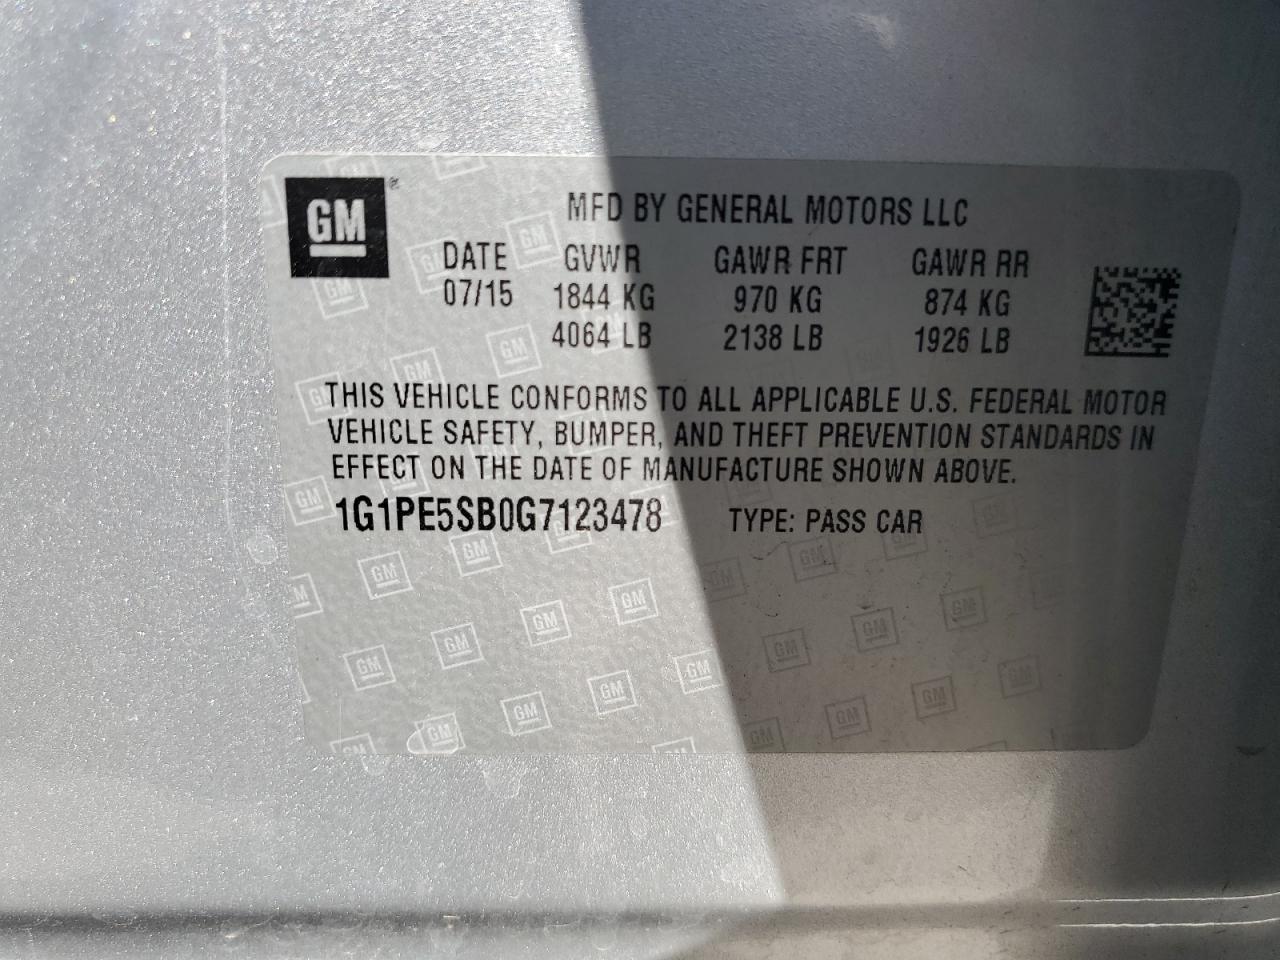 GM ®
MFD BY GENERAL MOTORS LLC
DATE GVWR GAWR FRT GAWR RR
07/15 1844 KG 970 KG 874 KG
4064 LB 2138 LB 1926 LB
THIS VEHICLE CONFORMS TO ALL APPLICABLE U.S. FEDERAL MOTOR
VEHICLE SAFETY, BUMPER, AND THEFT PREVENTION STANDARDS IN
EFFECT ON THE DATE OF MANUFACTURE SHOWN ABOVE.
1G1PE5SB0G7123478 TYPE: PASS CAR